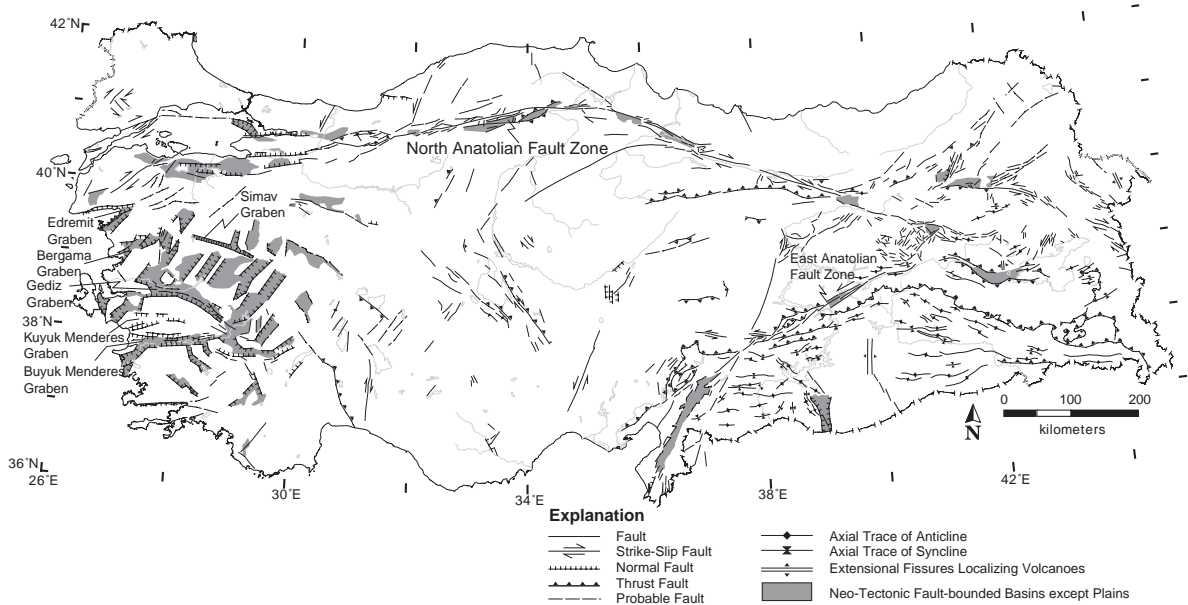 42°N
North Anatolian Fault Zone
40°N
Simav
Graben
Edremit
Graben
Bergama
Graben
Gediz
Graben
38°N
Kuyuk Menderes
Graben
Buyuk Menderes
Graben
East Anatolian
Fault Zone
36°N
26°E
30°E
34°E
38°E
42°E
N
0 100 200
kilometers
Explanation
Fault
Strike-Slip Fault
Normal Fault
Thrust Fault
Probable Fault
Axial Trace of Anticline
Axial Trace of Syncline
Extensional Fissures Localizing Volcanoes
Neo-Tectonic Fault-bounded Basins except Plains